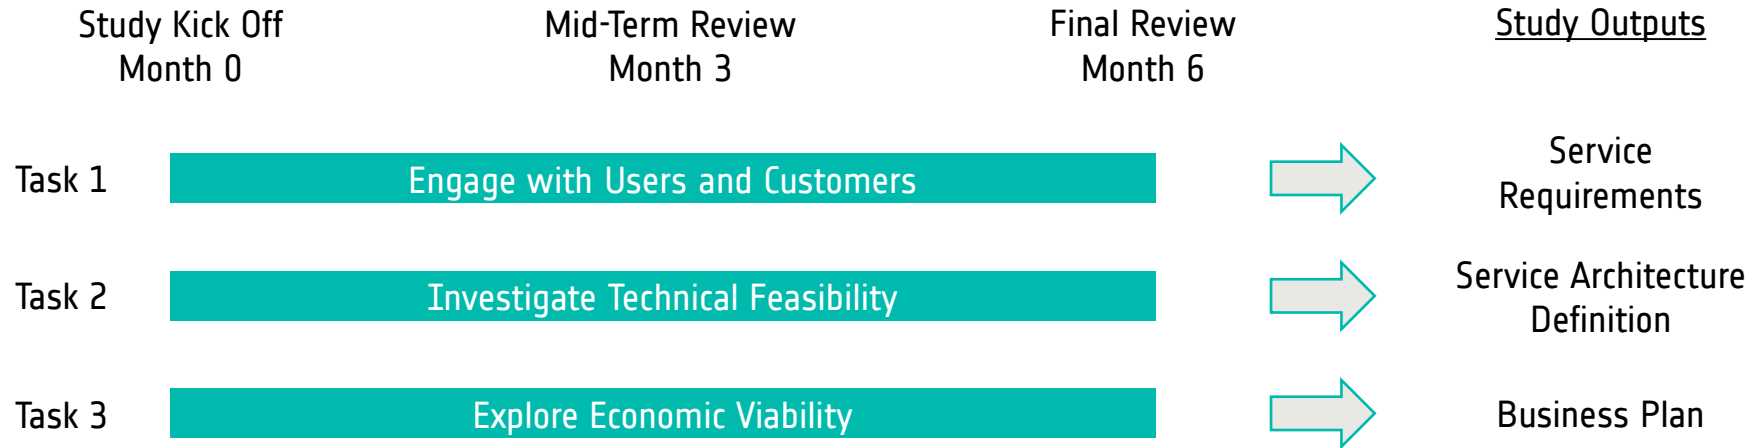 Study Kick Off
Month 0
Mid-Term Review
Month 3
Final Review
Month 6
Study Outputs
Task 1
Engage with Users and Customers
Service
Requirements
Task 2
Investigate Technical Feasibility
Service Architecture
Definition
Task 3
Explore Economic Viability
Business Plan